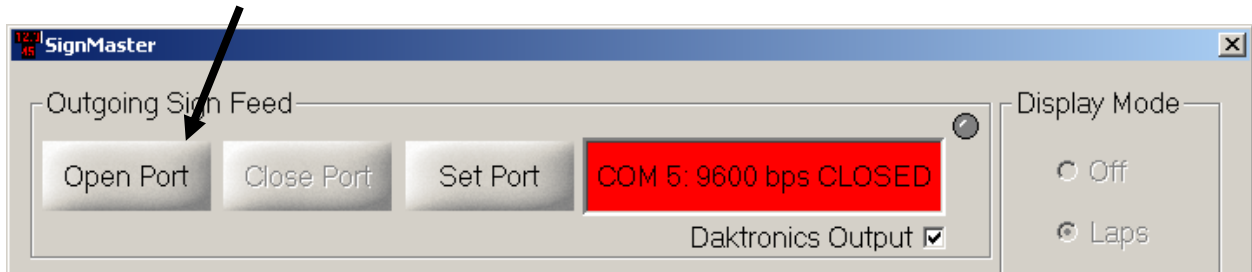 SignMaster
Outgoing Sign Feed
Display Mode
Open Port
Close Port
Set Port
COM 5: 9600 bps CLOSED
Off
Daktronics Output
Laps